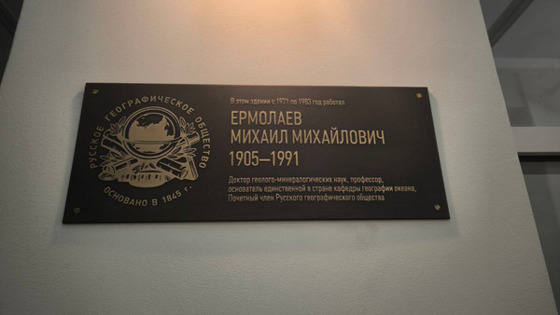 РУССКОЕ ГЕОГРАФИЧЕСКОЕ ОБЩЕСТВО
ОСНОВАНО В 1845 г.
В этом здании с 1971 по 1983 год работал
ЕРМОЛАЕВ
МИХАИЛ МИХАЙЛОВИЧ
1905—1991
Доктор геолого-минералогических наук, профессор,
основатель единственной в стране кафедры географии океана,
Почетный член Русского географического общества